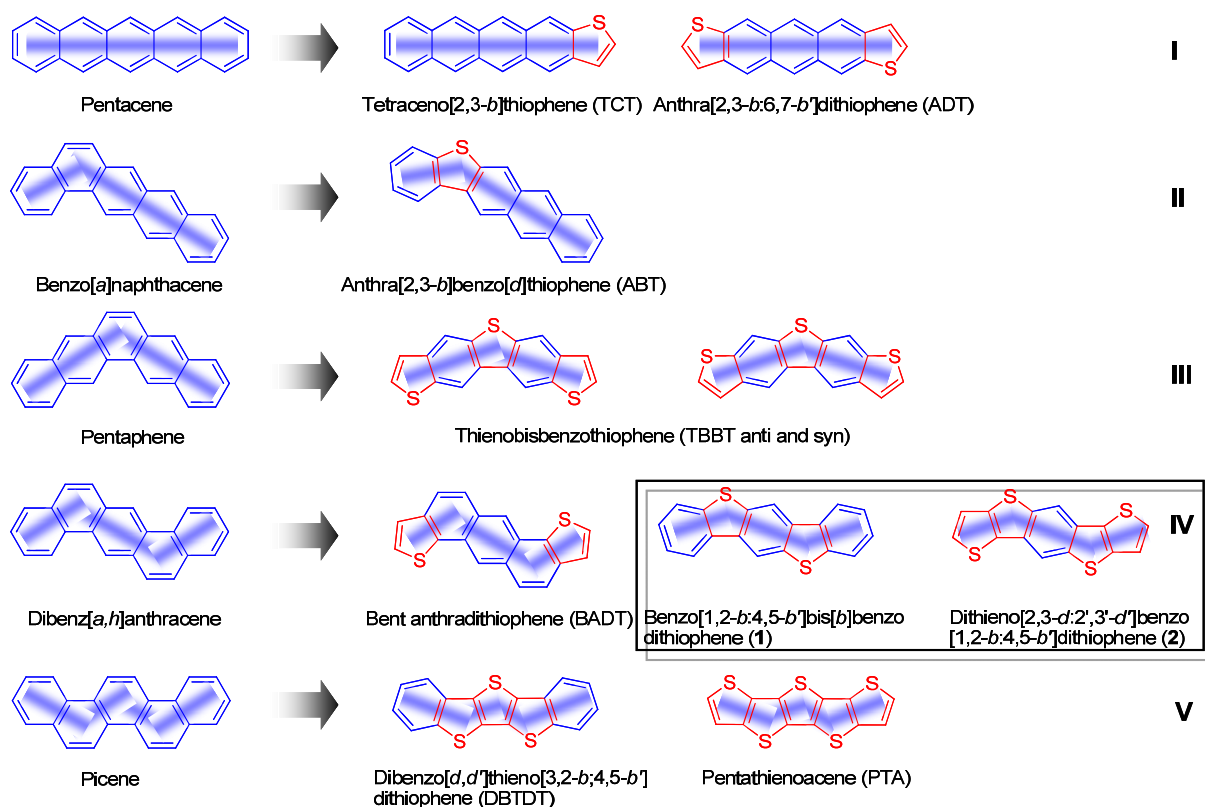 S
S
S
I
Pentacene
Tetraceno[2,3-b]thiophene (TCT)
Anthra[2,3-b:6,7-b']dithiophene (ADT)
S
II
Benzo[a]naphthacene
Anthra[2,3-b]benzo[d]thiophene (ABT)
S
S
S
S
S
S
III
Pentaphene
Thienobisbenzothiophene (TBBT anti and syn)
S
S
S
S
S
S
S
S
IV
Dibenz[a,h]anthracene
Bent anthradithiophene (BADT)
Benzo[1,2-b:4,5-b']bis[b]benzo
dithiophene (1)
Dithieno[2,3-d:2',3'-d']benzo
[1,2-b:4,5-b']dithiophene (2)
S
S
S
S
S
S
S
S
V
Picene
Dibenzo[d,d']thieno[3,2-b;4,5-b']
dithiophene (DBTDT)
Pentathienoacene (PTA)